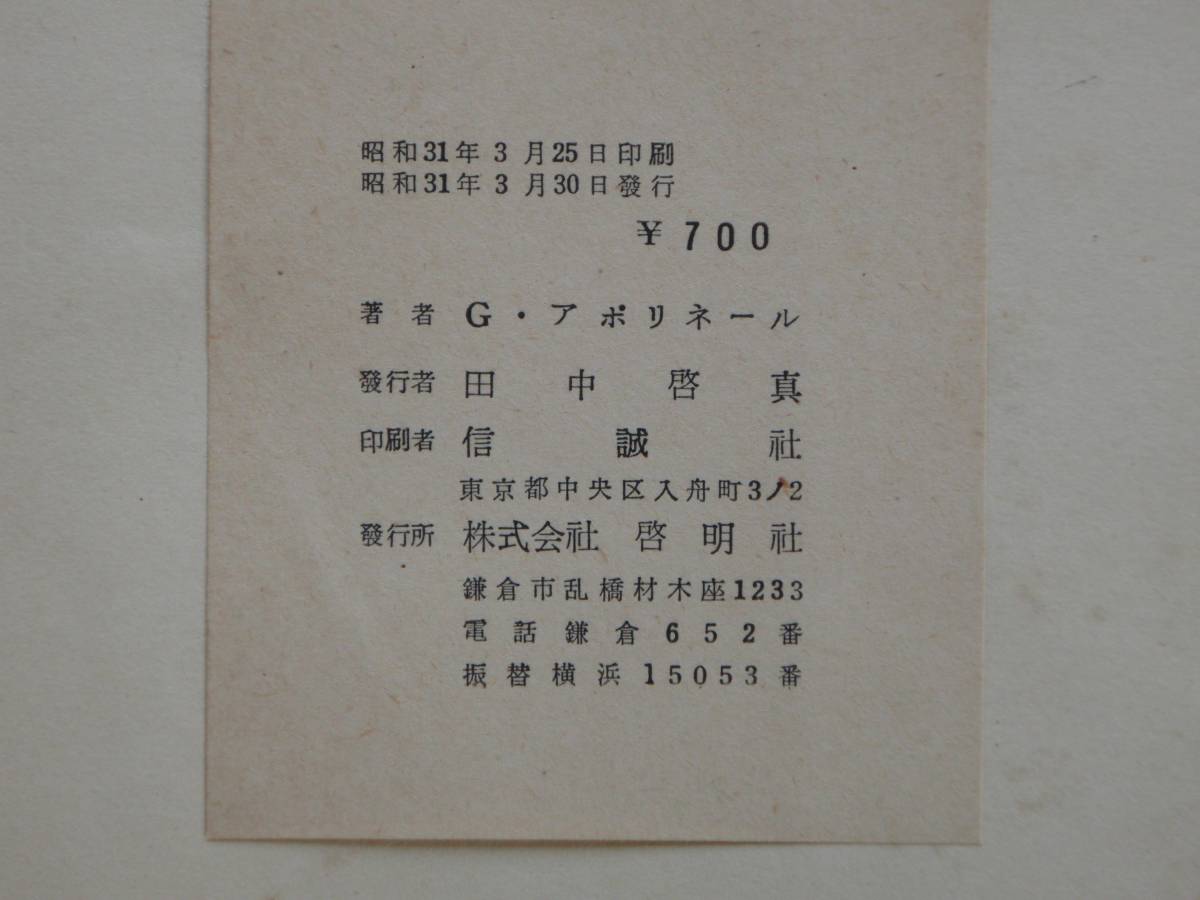 昭和31年3月25日印刷
昭和31年3月30日發行
¥700
著者 G・アポリネール
發行者 田中啓真
印刷者 信誠社
東京都中央区入舟町3ノ2
發行所 株式会社 啓明社
鎌倉市乱橋材木座1233
電話鎌倉652番
振替横浜15053番